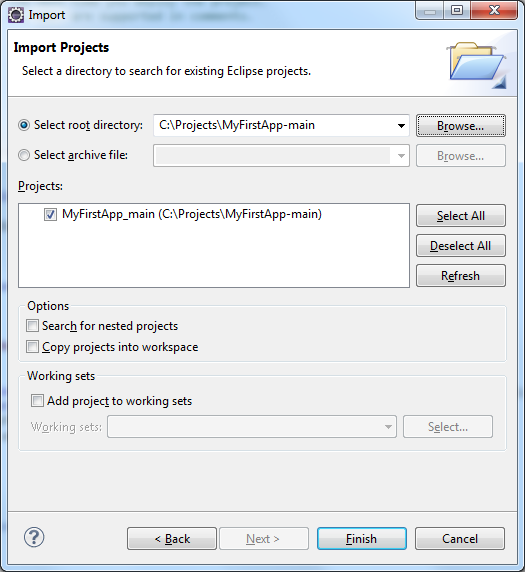 Import
Import Projects
Select a directory to search for existing Eclipse projects.
Select root directory: C:\Projects\MyFirstApp-main Browse...
Select archive file: Browse...
Projects:
MyFirstApp_main (C:\Projects\MyFirstApp-main)
Select All
Deselect All
Refresh
Options
Search for nested projects
Copy projects into workspace
Working sets
Add project to working sets
Working sets: Select...
? < Back Next > Finish Cancel